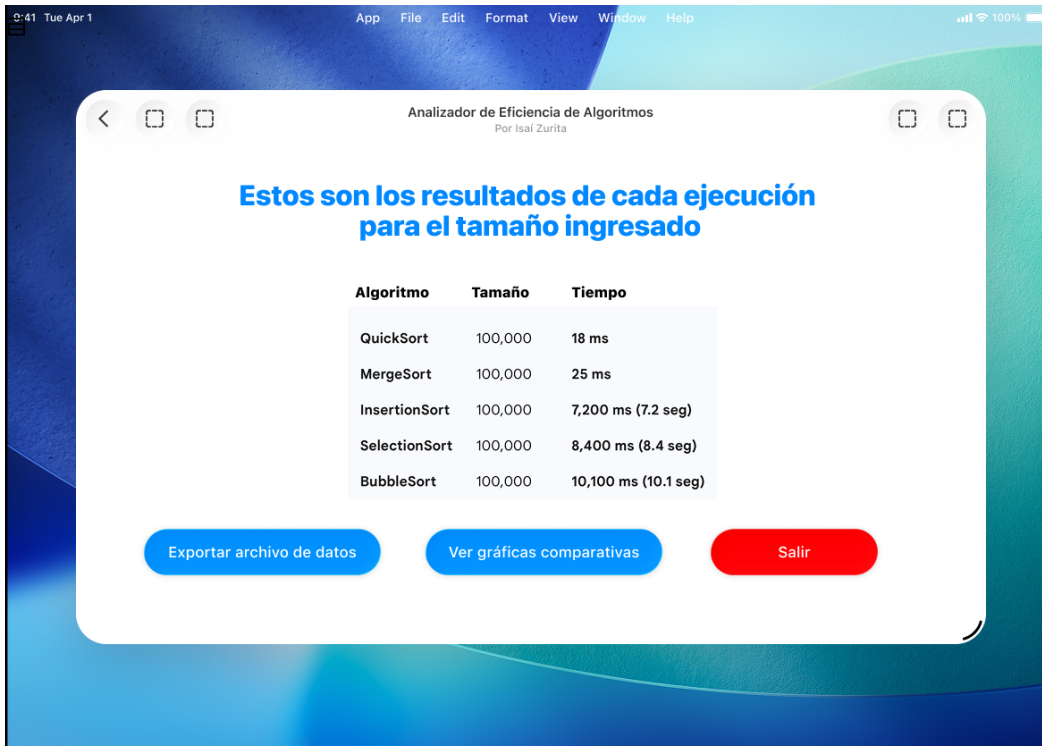 9:41 Tue Apr 1 App File Edit Format View Window Help 100%
Analizador de Eficiencia de Algoritmos
Por Isaí Zurita
Estos son los resultados de cada ejecución
para el tamaño ingresado
Algoritmo Tamaño Tiempo
QuickSort 100,000 18 ms
MergeSort 100,000 25 ms
InsertionSort 100,000 7,200 ms (7.2 seg)
SelectionSort 100,000 8,400 ms (8.4 seg)
BubbleSort 100,000 10,100 ms (10.1 seg)
Exportar archivo de datos Ver gráficas comparativas Salir